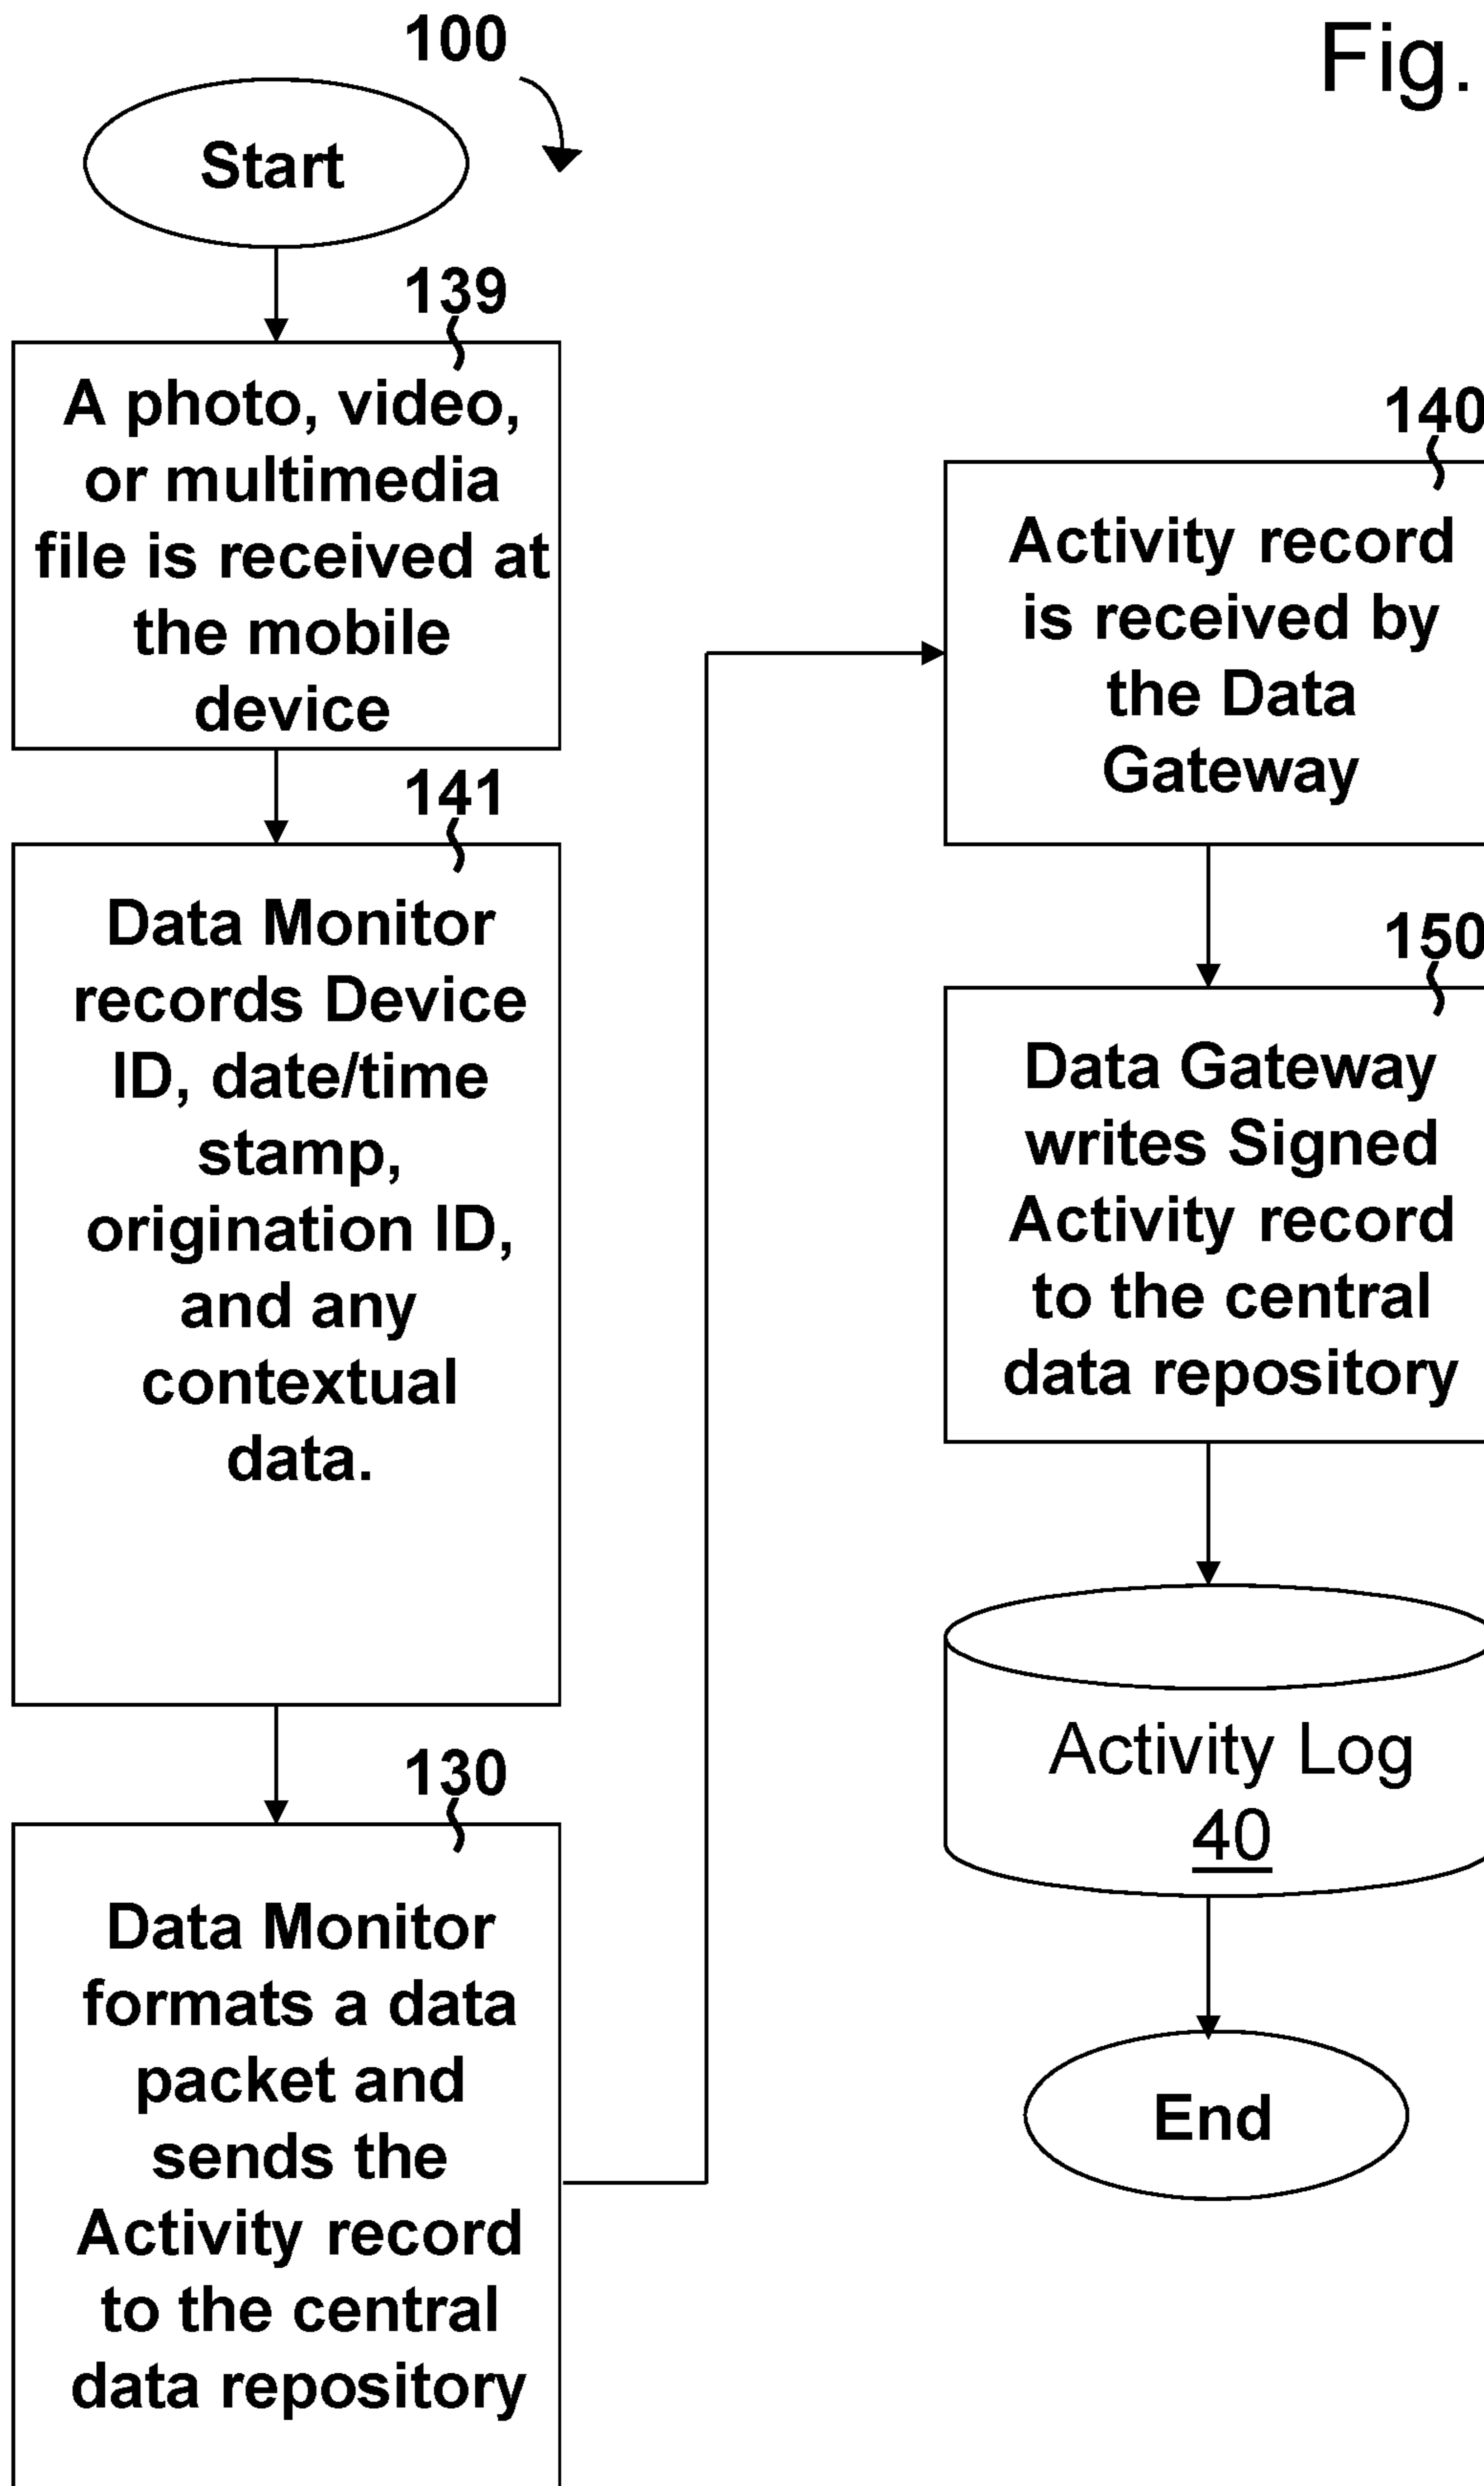 100
Fig.
Start
139
A photo, video,
or multimedia
file is received at
the mobile
device
141
Data Monitor
records Device
ID, date/time
stamp,
origination ID,
and any
contextual
data.
130
Data Monitor
formats a data
packet and
sends the
Activity record
to the central
data repository
140
Activity record
is received by
the Data
Gateway
150
Data Gateway
writes Signed
Activity record
to the central
data repository
Activity Log
40
End